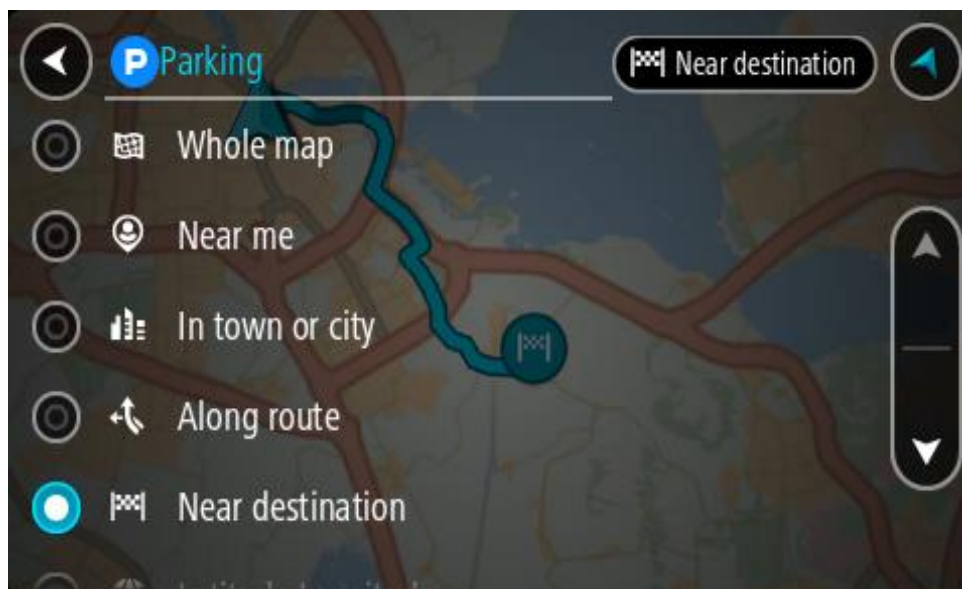 P Parking
Near destination
Whole map
Near me
In town or city
Along route
Near destination